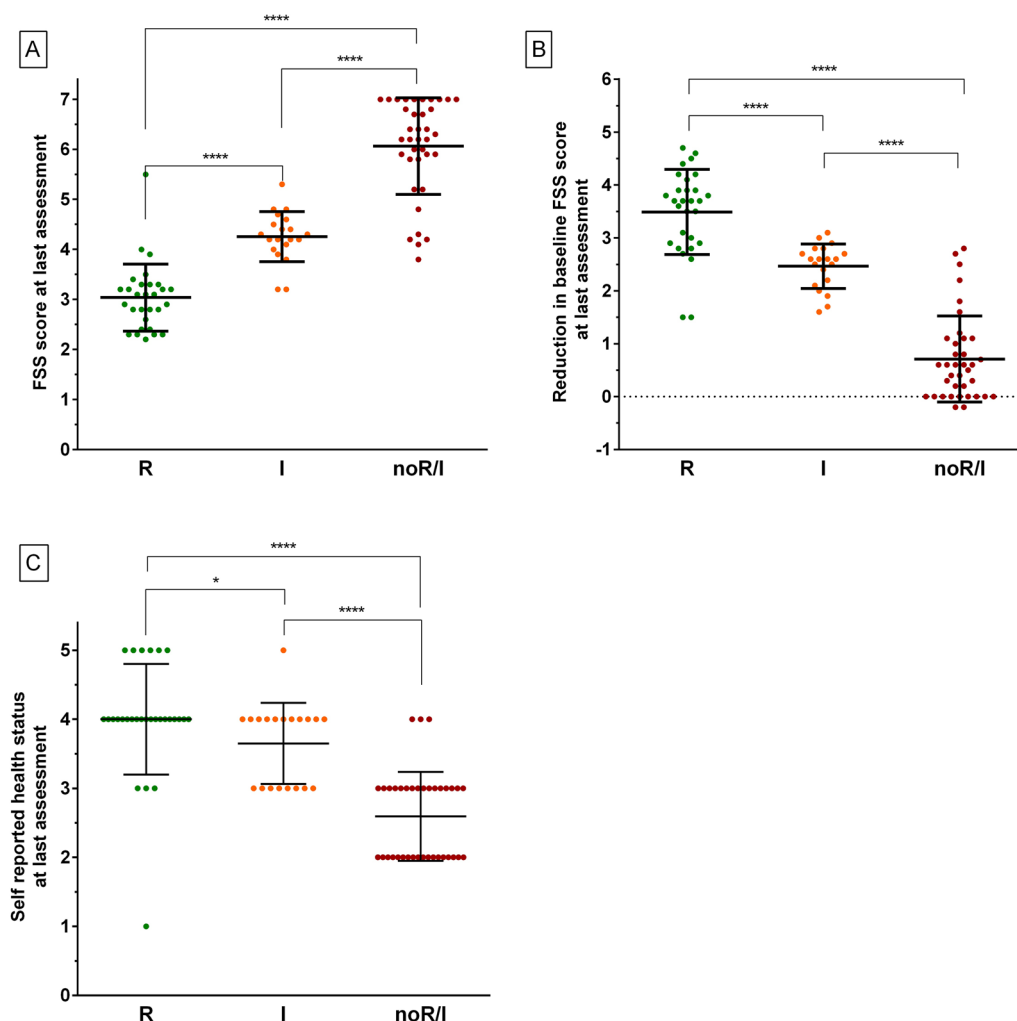 A
****
****
****
FSS score at last assessment
7
6
5
4
3
2
1
0
R I noR/I
B
****
****
****
Reduction in baseline FSS score
at last assessment
6
5
4
3
2
1
0
-1
R I noR/I
C
****
*
****
Self reported health status
at last assessment
5
4
3
2
1
0
R I noR/I